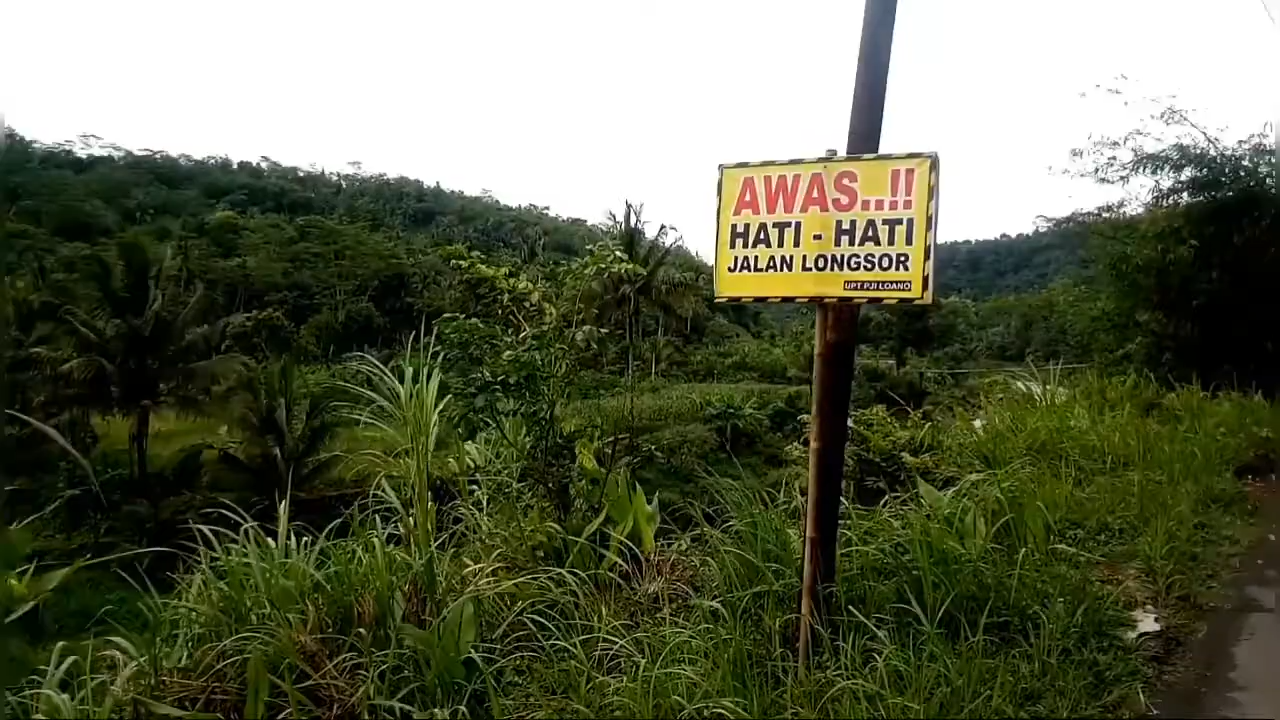 AWAS..!!
HATI - HATI
JALAN LONGSOR
UPT PJI LOANO